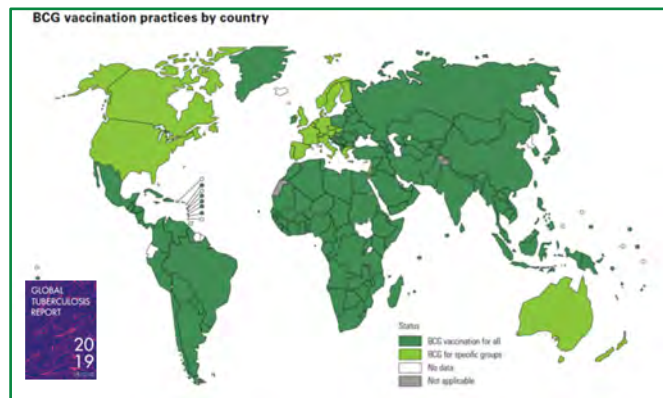 BCG vaccination practices by country
GLOBAL
TUBERCULOSIS
REPORT
20
19
Status
BCG vaccination for all
BCG for specific groups
No data
Not applicable